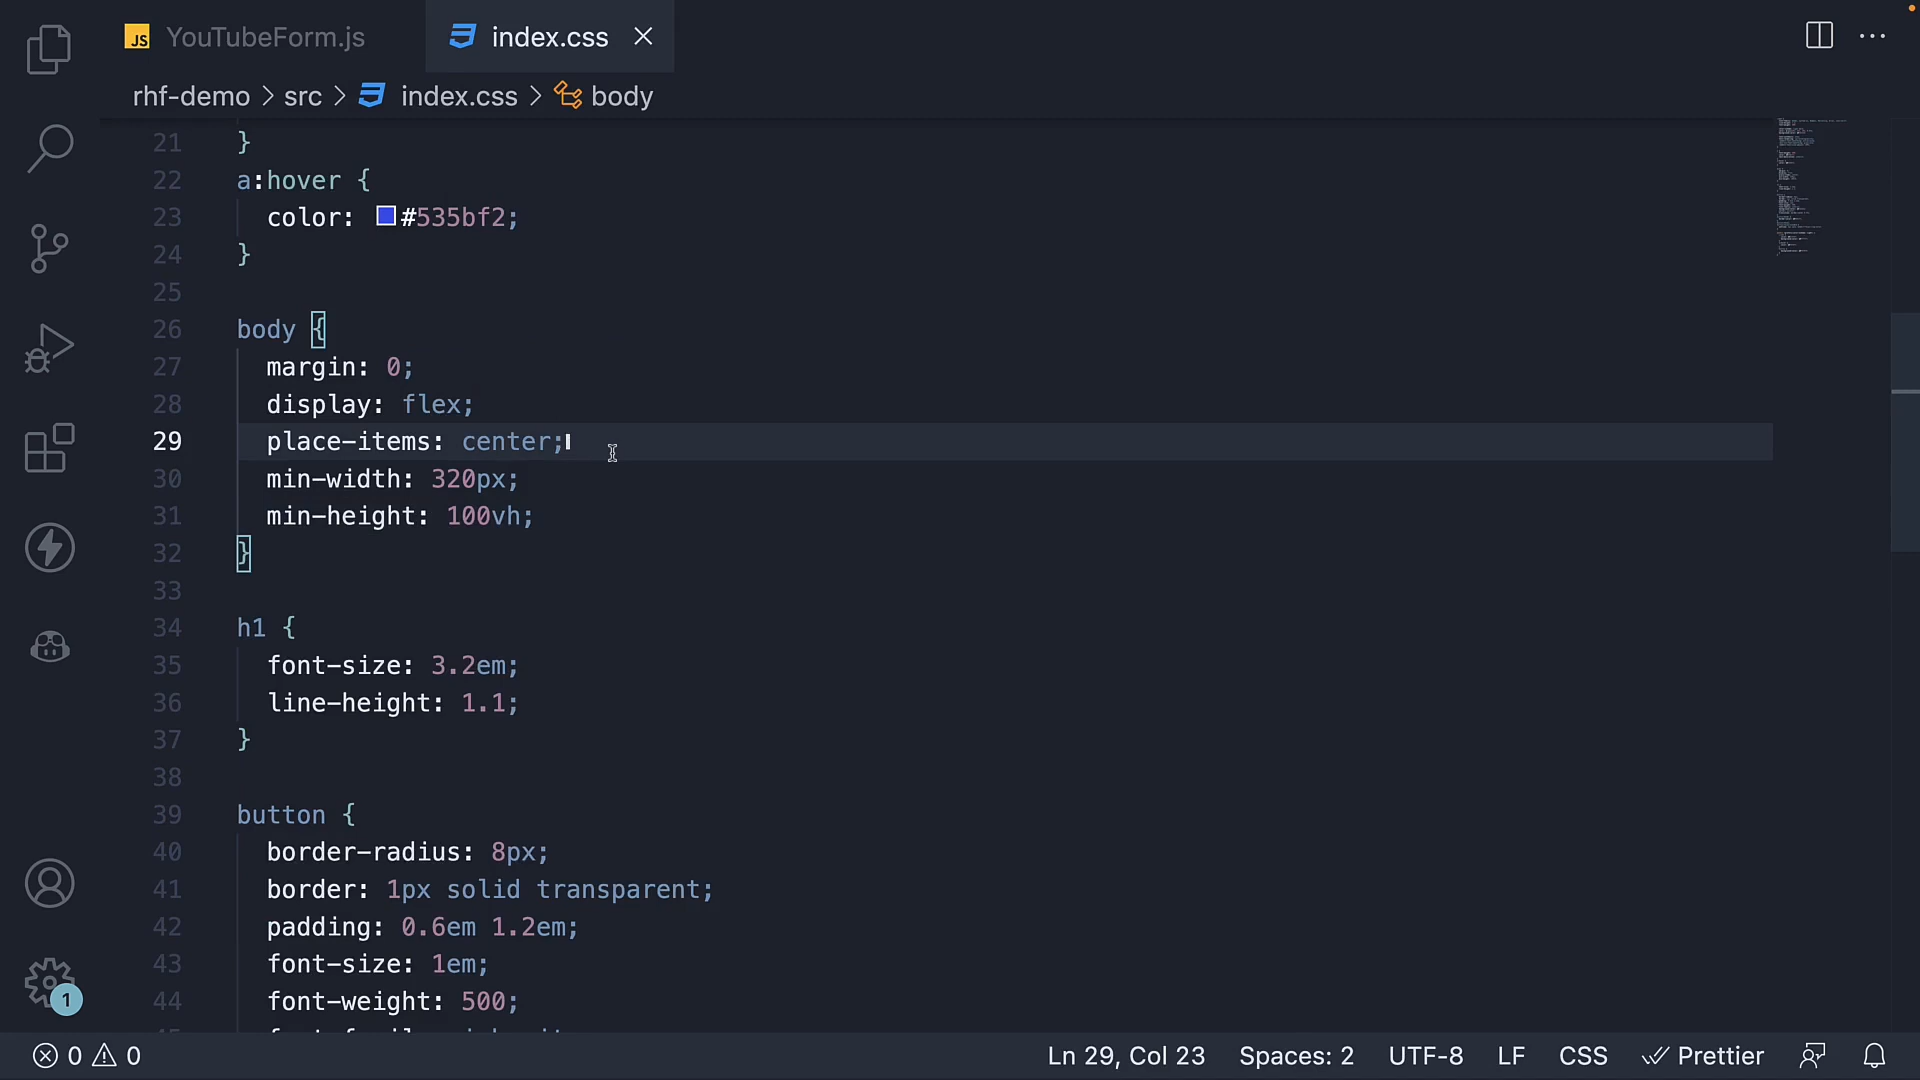 JS YouTubeForm.js
index.css
rhf-demo > src > index.css > body
21 }
22 a:hover {
23 color: #535bf2;
24 }
25
26 body {
27 margin: 0;
28 display: flex;
29 place-items: center;
30 min-width: 320px;
31 min-height: 100vh;
32 }
33
34 h1 {
35 font-size: 3.2em;
36 line-height: 1.1;
37 }
38
39 button {
40 border-radius: 8px;
41 border: 1px solid transparent;
42 padding: 0.6em 1.2em;
43 font-size: 1em;
44 font-weight: 500;
1
0 0 Ln 29, Col 23 Spaces: 2 UTF-8 LF CSS Prettier